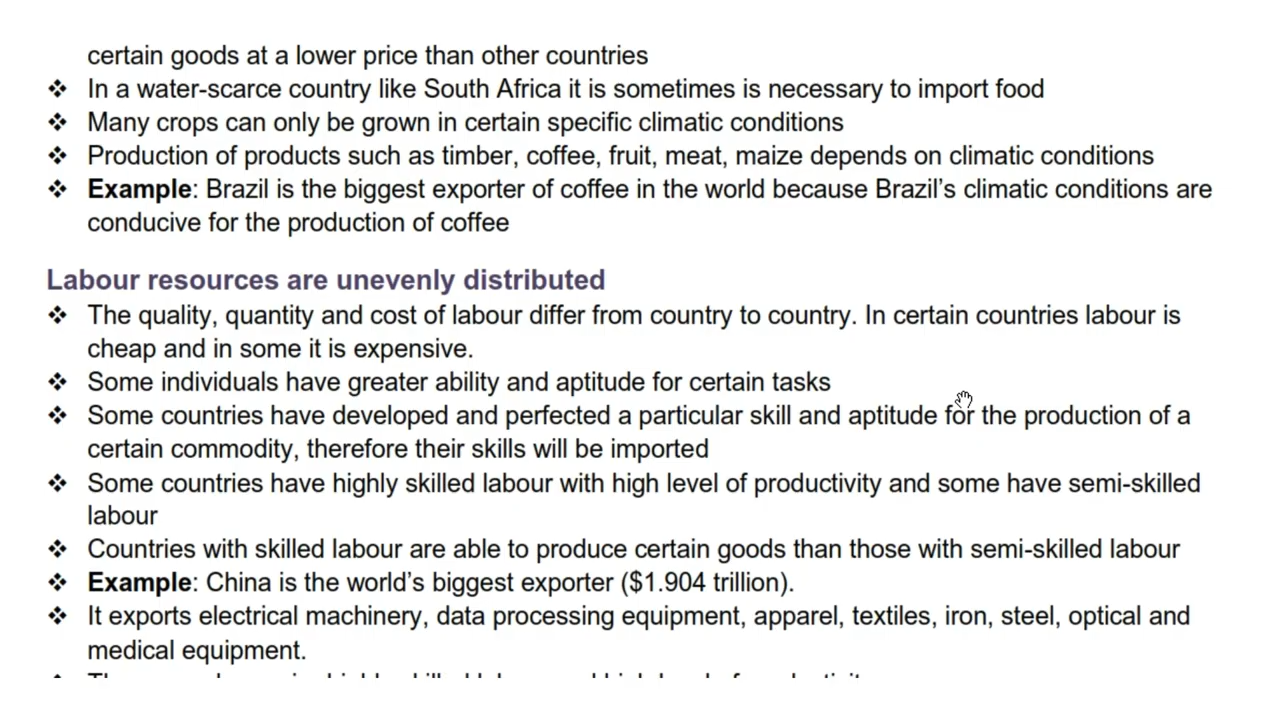 certain goods at a lower price than other countries
❖ In a water-scarce country like South Africa it is sometimes is necessary to import food
❖ Many crops can only be grown in certain specific climatic conditions
❖ Production of products such as timber, coffee, fruit, meat, maize depends on climatic conditions
❖ Example: Brazil is the biggest exporter of coffee in the world because Brazil's climatic conditions are
conducive for the production of coffee
Labour resources are unevenly distributed
❖ The quality, quantity and cost of labour differ from country to country. In certain countries labour is
cheap and in some it is expensive.
❖ Some individuals have greater ability and aptitude for certain tasks
❖ Some countries have developed and perfected a particular skill and aptitude for the production of a
certain commodity, therefore their skills will be imported
❖ Some countries have highly skilled labour with high level of productivity and some have semi-skilled
labour
❖ Countries with skilled labour are able to produce certain goods than those with semi-skilled labour
❖ Example: China is the world's biggest exporter ($1.904 trillion).
❖ It exports electrical machinery, data processing equipment, apparel, textiles, iron, steel, optical and
medical equipment.